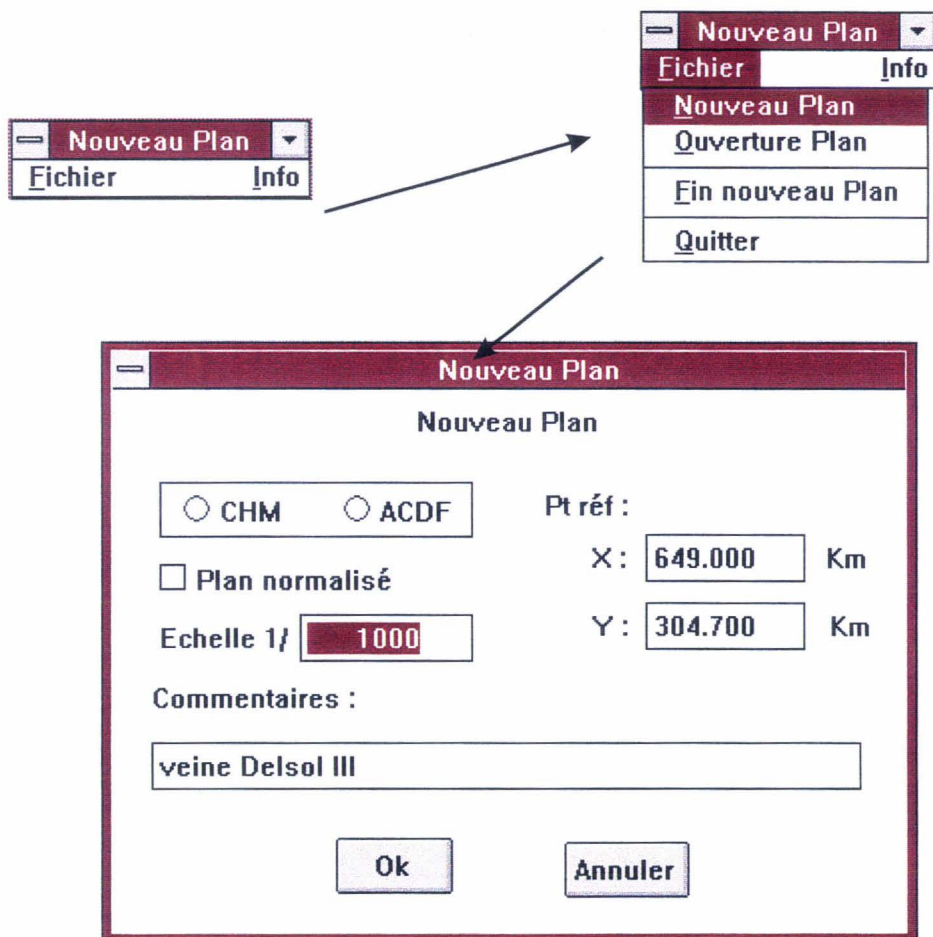 Nouveau Plan
Fichier Info
Nouveau Plan
Fichier Info
Nouveau Plan
Ouverture Plan
Fin nouveau Plan
Quitter
Nouveau Plan
Nouveau Plan
CHM ACDF
Plan normalisé
Echelle 1/ 1000
Pt réf :
X : 649.000 Km
Y : 304.700 Km
Commentaires :
veine Delsol III
Ok Annuler